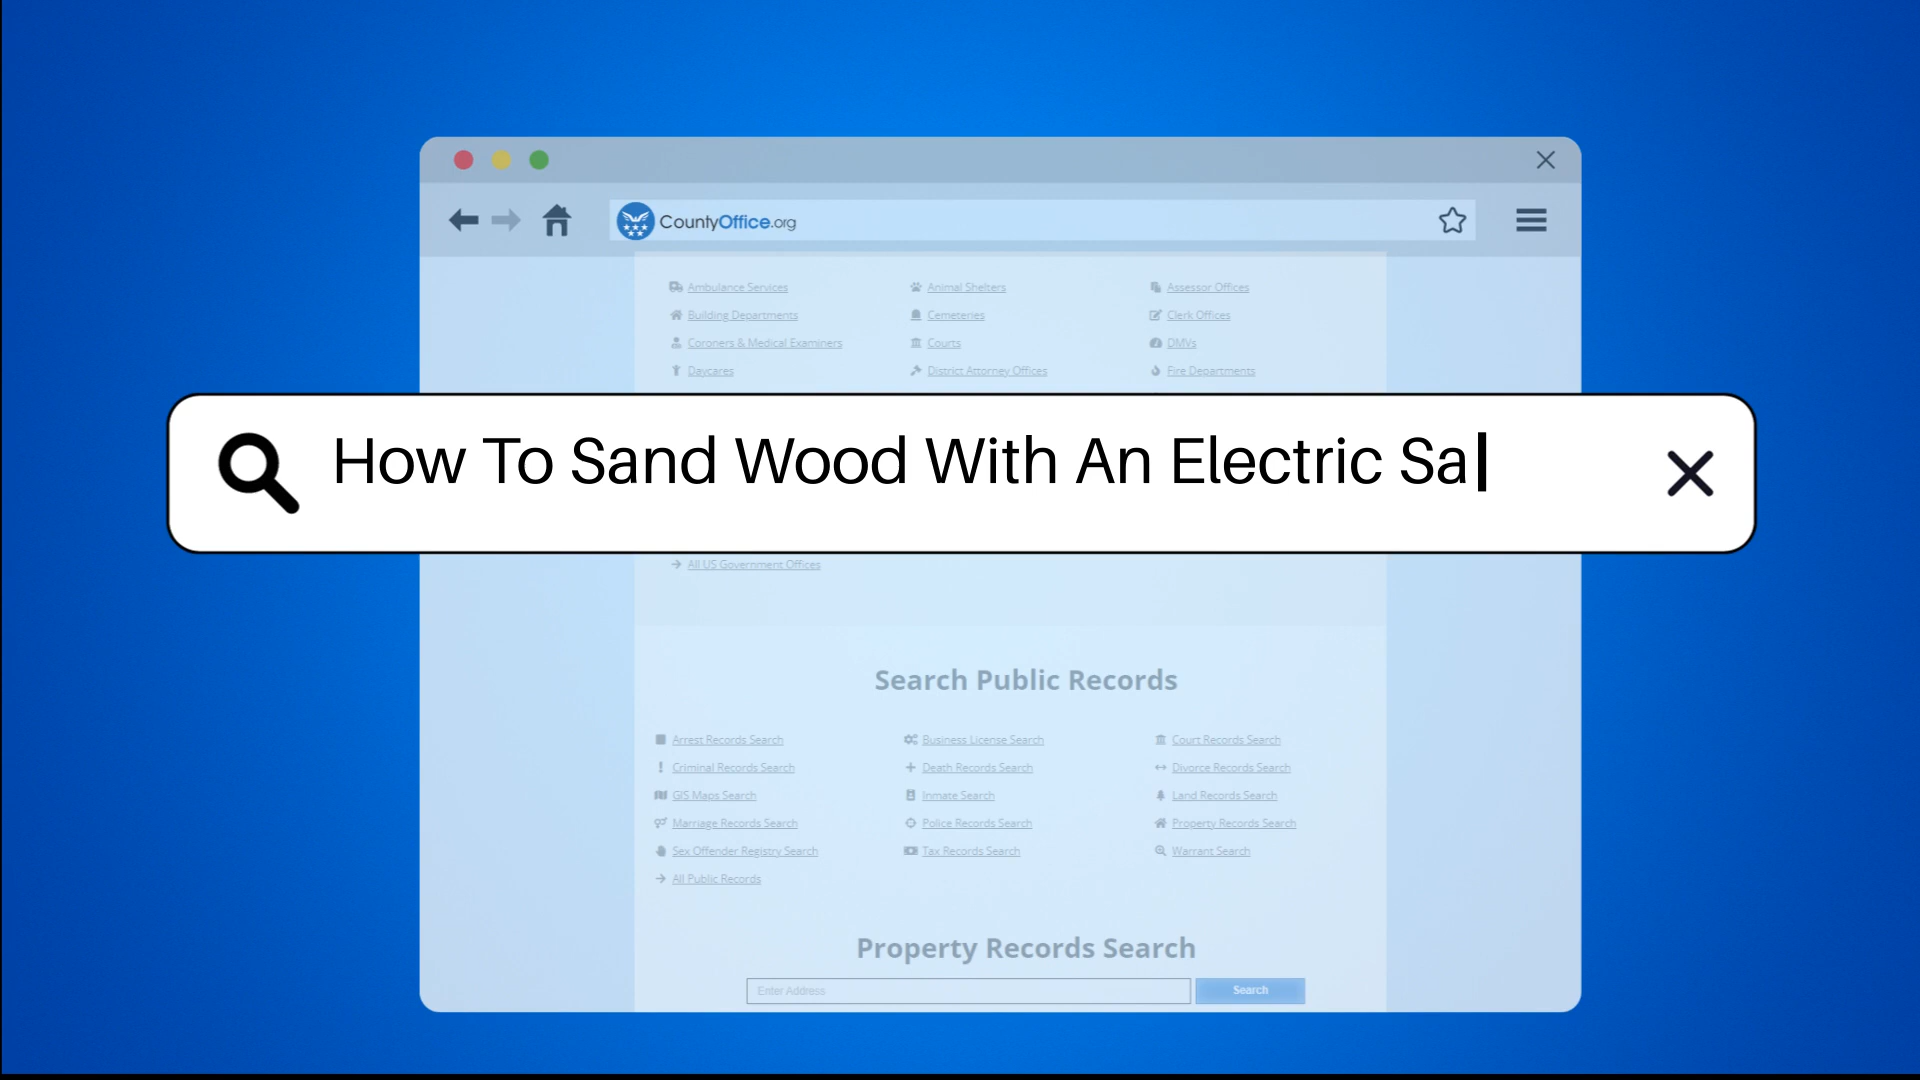 CountyOffice.org
Ambulance Services Animal Shelters Assessor Offices
Building Departments Cemeteries Clerk Offices
Coroners & Medical Examiners Courts DMVs
Daycares District Attorney Offices Fire Departments
How To Sand Wood With An Electric Sa
All US Government Offices
Search Public Records
Arrest Records Search Business License Search Court Records Search
Criminal Records Search Death Records Search Divorce Records Search
GIS Maps Search Inmate Search Land Records Search
Marriage Records Search Police Records Search Property Records Search
Sex Offender Registry Search Tax Records Search Warrant Search
All Public Records
Property Records Search
Enter Address Search